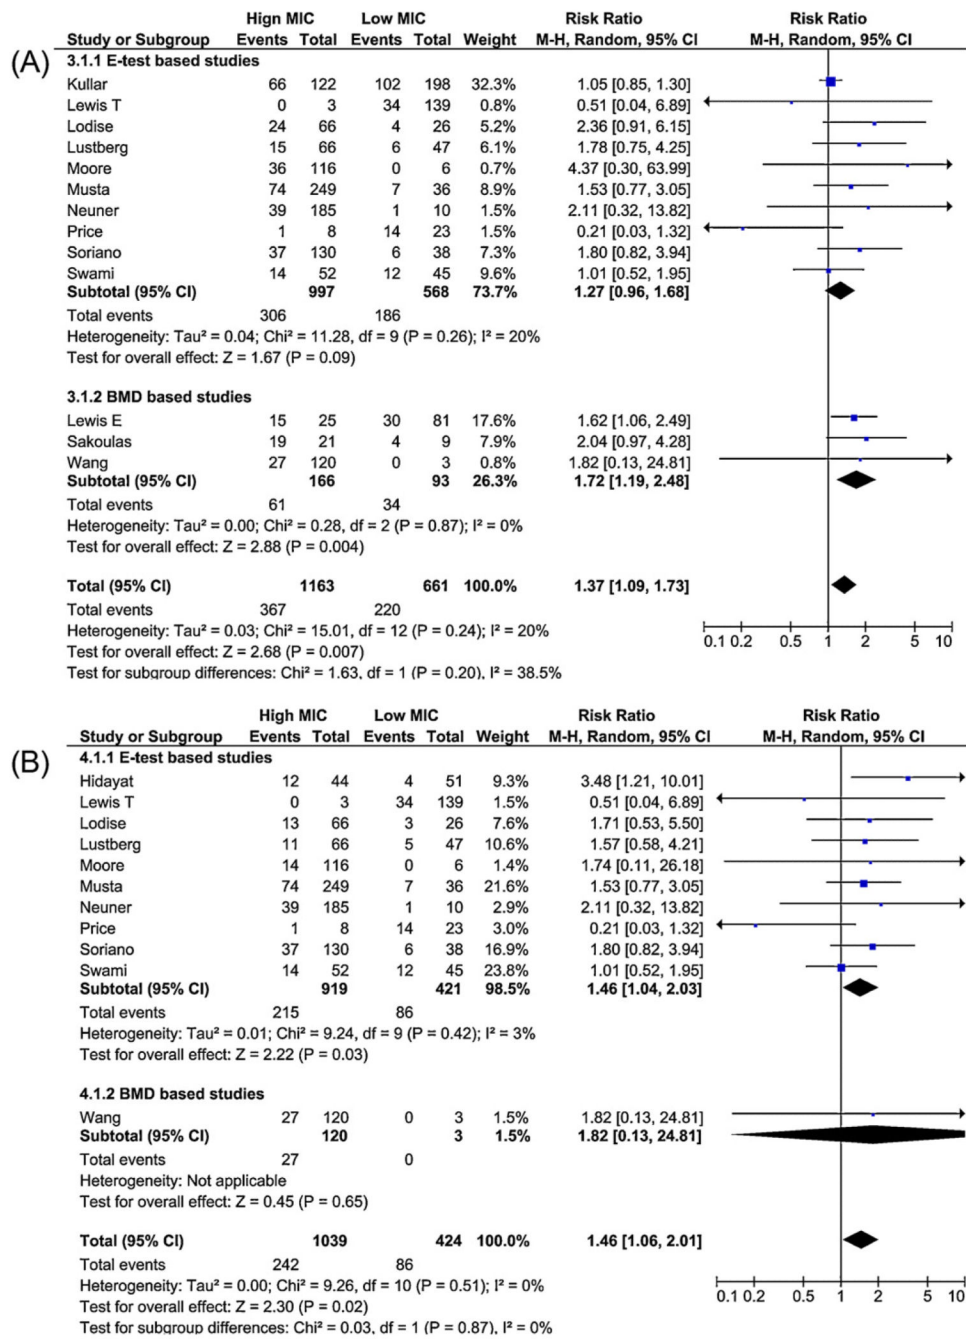 (A)
Hign MIC Low MIC Risk Ratio Risk Ratio
Study or Subgroup Events Total Events Total Weight M-H, Random, 95% CI M-H, Random, 95% CI
3.1.1 E-test based studies
Kullar 66 122 102 198 32.3% 1.05 [0.85, 1.30]
Lewis T 0 3 34 139 0.8% 0.51 [0.04, 6.89]
Lodise 24 66 4 26 5.2% 2.36 [0.91, 6.15]
Lustberg 15 66 6 47 6.1% 1.78 [0.75, 4.25]
Moore 36 116 0 6 0.7% 4.37 [0.30, 63.99]
Musta 74 249 7 36 8.9% 1.53 [0.77, 3.05]
Neuner 39 185 1 10 1.5% 2.11 [0.32, 13.82]
Price 1 8 14 23 3.0% 0.21 [0.03, 1.32]
Soriano 37 130 6 38 7.3% 1.80 [0.82, 3.94]
Swami 14 52 12 45 9.6% 1.01 [0.52, 1.95]
Subtotal (95% CI) 997 568 73.7% 1.27 [0.96, 1.68]
Total events 306 186
Heterogeneity: Tau² = 0.04; Chi² = 11.28, df = 9 (P = 0.26); I² = 20%
Test for overall effect: Z = 1.67 (P = 0.09)
3.1.2 BMD based studies
Lewis E 15 25 30 81 17.6% 1.62 [1.06, 2.49]
Sakoulas 19 21 4 9 7.9% 2.04 [0.97, 4.28]
Wang 27 120 0 3 0.8% 1.82 [0.13, 24.81]
Subtotal (95% CI) 166 93 26.3% 1.72 [1.19, 2.48]
Total events 61 34
Heterogeneity: Tau² = 0.00; Chi² = 0.28, df = 2 (P = 0.87); I² = 0%
Test for overall effect: Z = 2.88 (P = 0.004)
Total (95% CI) 1163 661 100.0% 1.37 [1.09, 1.73]
Total events 367 220
Heterogeneity: Tau² = 0.03; Chi² = 15.01, df = 12 (P = 0.24); I² = 20%
Test for overall effect: Z = 2.68 (P = 0.007)
Test for subgroup differences: Chi² = 1.63, df = 1 (P = 0.20), I² = 38.5%
0.1 0.2 0.5 1 2 5 10
(B)
High MIC Low MIC Risk Ratio Risk Ratio
Study or Subgroup Events Total Events Total Weight M-H, Random, 95% CI M-H, Random, 95% CI
4.1.1 E-test based studies
Hidayat 12 44 4 51 9.3% 3.48 [1.21, 10.01]
Lewis T 0 3 34 139 1.5% 0.51 [0.04, 6.89]
Lodise 13 66 3 26 7.6% 1.71 [0.53, 5.50]
Lustberg 11 66 5 47 10.6% 1.57 [0.58, 4.21]
Moore 14 116 0 6 1.4% 1.74 [0.11, 26.18]
Musta 74 249 7 36 21.6% 1.53 [0.77, 3.05]
Neuner 39 185 1 10 2.9% 2.11 [0.32, 13.82]
Price 1 8 14 23 3.0% 0.21 [0.03, 1.32]
Soriano 37 130 6 38 16.9% 1.80 [0.82, 3.94]
Swami 14 52 12 45 23.8% 1.01 [0.52, 1.95]
Subtotal (95% CI) 919 421 98.5% 1.46 [1.04, 2.03]
Total events 215 86
Heterogeneity: Tau² = 0.01; Chi² = 9.24, df = 9 (P = 0.42); I² = 3%
Test for overall effect: Z = 2.22 (P = 0.03)
4.1.2 BMD based studies
Wang 27 120 0 3 1.5% 1.82 [0.13, 24.81]
Subtotal (95% CI) 120 3 1.5% 1.82 [0.13, 24.81]
Total events 27 0
Heterogeneity: Not applicable
Test for overall effect: Z = 0.45 (P = 0.65)
Total (95% CI) 1039 424 100.0% 1.46 [1.06, 2.01]
Total events 242 86
Heterogeneity: Tau² = 0.00; Chi² = 9.26, df = 10 (P = 0.51); I² = 0%
Test for overall effect: Z = 2.30 (P = 0.02)
Test for subgroup differences: Chi² = 0.03, df = 1 (P = 0.87), I² = 0%
0.1 0.2 0.5 1 2 5 10